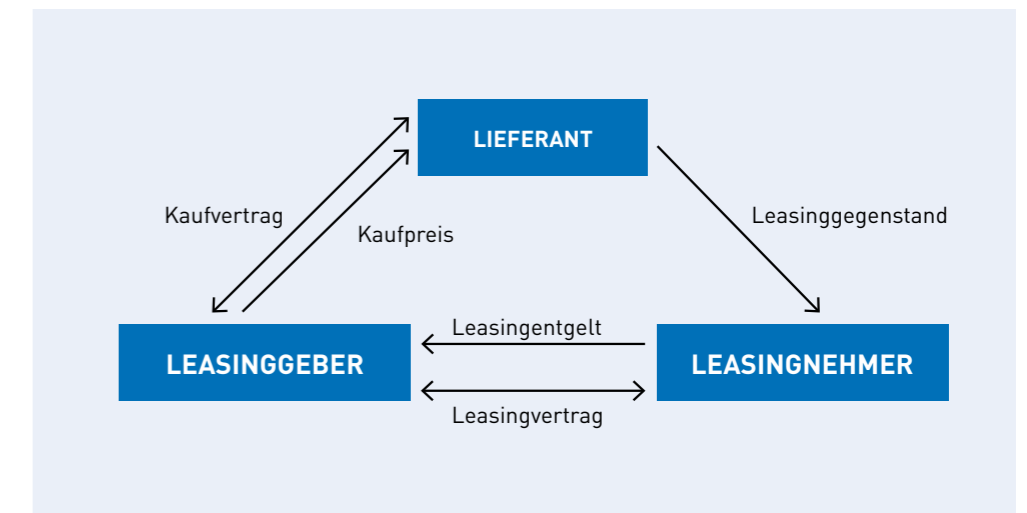 LIEFERANT
Kaufvertrag
Leasinggegenstand
Kaufpreis
Leasingentgelt
LEASINGGEBER
LEASINGNEHMER
Leasingvertrag